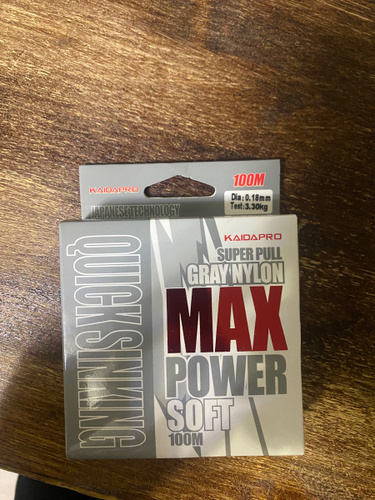 KAIDAPRO
100M
Dia: 0.18mm
Test: 3.30kg
JAPANESE TECHNOLOGY
KAIDAPRO
SUPER PULL
GRAY NYLON
MAX
POWER
SOFT
100M
QUICK SINKING